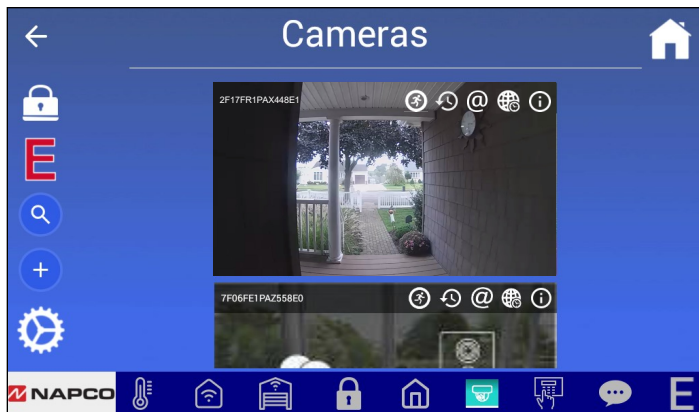 Cameras
2F17FR1PAX448E1
@
E
7F06FE1PAZ558E0
@
NAPCO
E